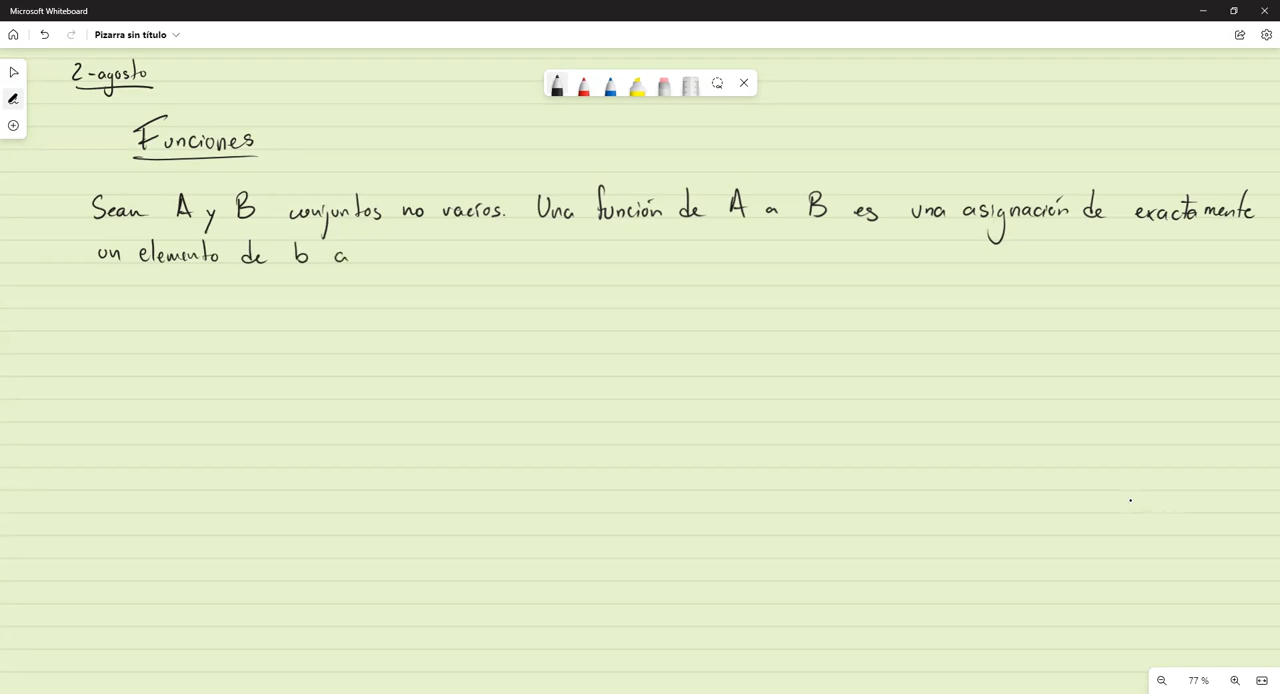 Microsoft Whiteboard
Pizarra sin título
2-agosto
Funciones
Sean A y B conjuntos no vacíos. Una función de A a B es una asignación de exactamente
un elemento de b a
77 %